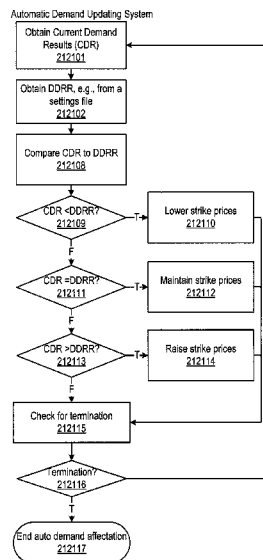 Automatic Demand Updating System
Obtain Current Demand
Results (CDR)
212101
Obtain DDRR, e.g., from a
settings file
212102
Compare CDR to DDRR
212108
CDR <DDRR?
212109
T
Lower strike prices
212110
F
CDR =DDRR?
212111
T
Maintain strike prices
212112
F
CDR >DDRR?
212113
T
Raise strike prices
212114
F
Check for termination
212115
Termination?
212116
T
End auto demand affectation
212117